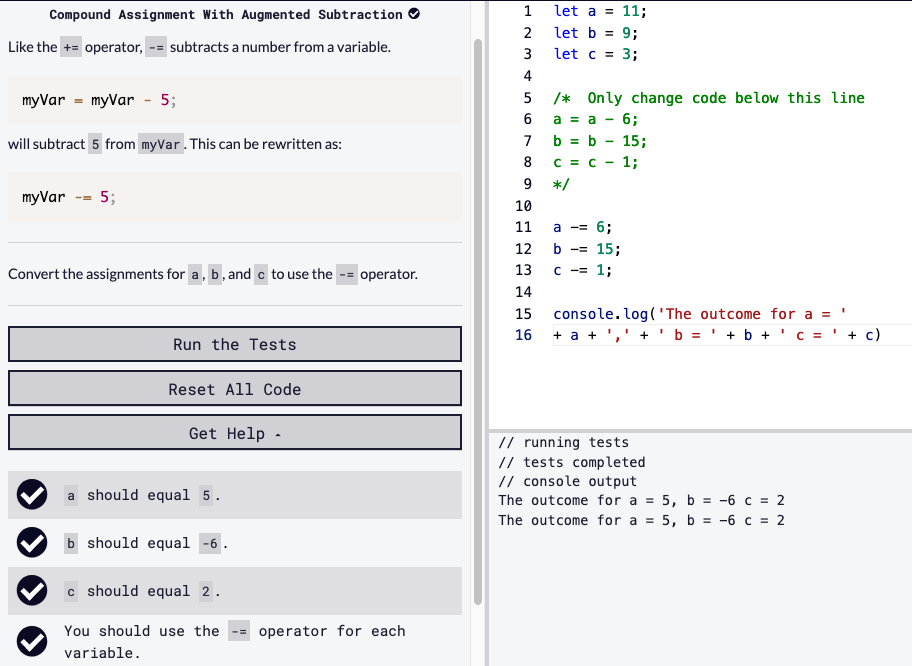 Compound Assignment With Augmented Subtraction
Like the += operator, -= subtracts a number from a variable.
myVar = myVar - 5;
will subtract 5 from myVar. This can be rewritten as:
myVar -= 5;
Convert the assignments for a, b, and c to use the -= operator.
Run the Tests
Reset All Code
Get Help
a should equal 5.
b should equal -6.
c should equal 2.
You should use the -= operator for each
variable.
1 let a = 11;
2 let b = 9;
3 let c = 3;
4
5 /*  Only change code below this line
6 a = a - 6;
7 b = b - 15;
8 c = c - 1;
9 */
10
11 a -= 6;
12 b -= 15;
13 c -= 1;
14
15 console.log('The outcome for a = '
16 + a + ',' + ' b = ' + b + ' c = ' + c)
// running tests
// tests completed
// console output
The outcome for a = 5, b = -6 c = 2
The outcome for a = 5, b = -6 c = 2